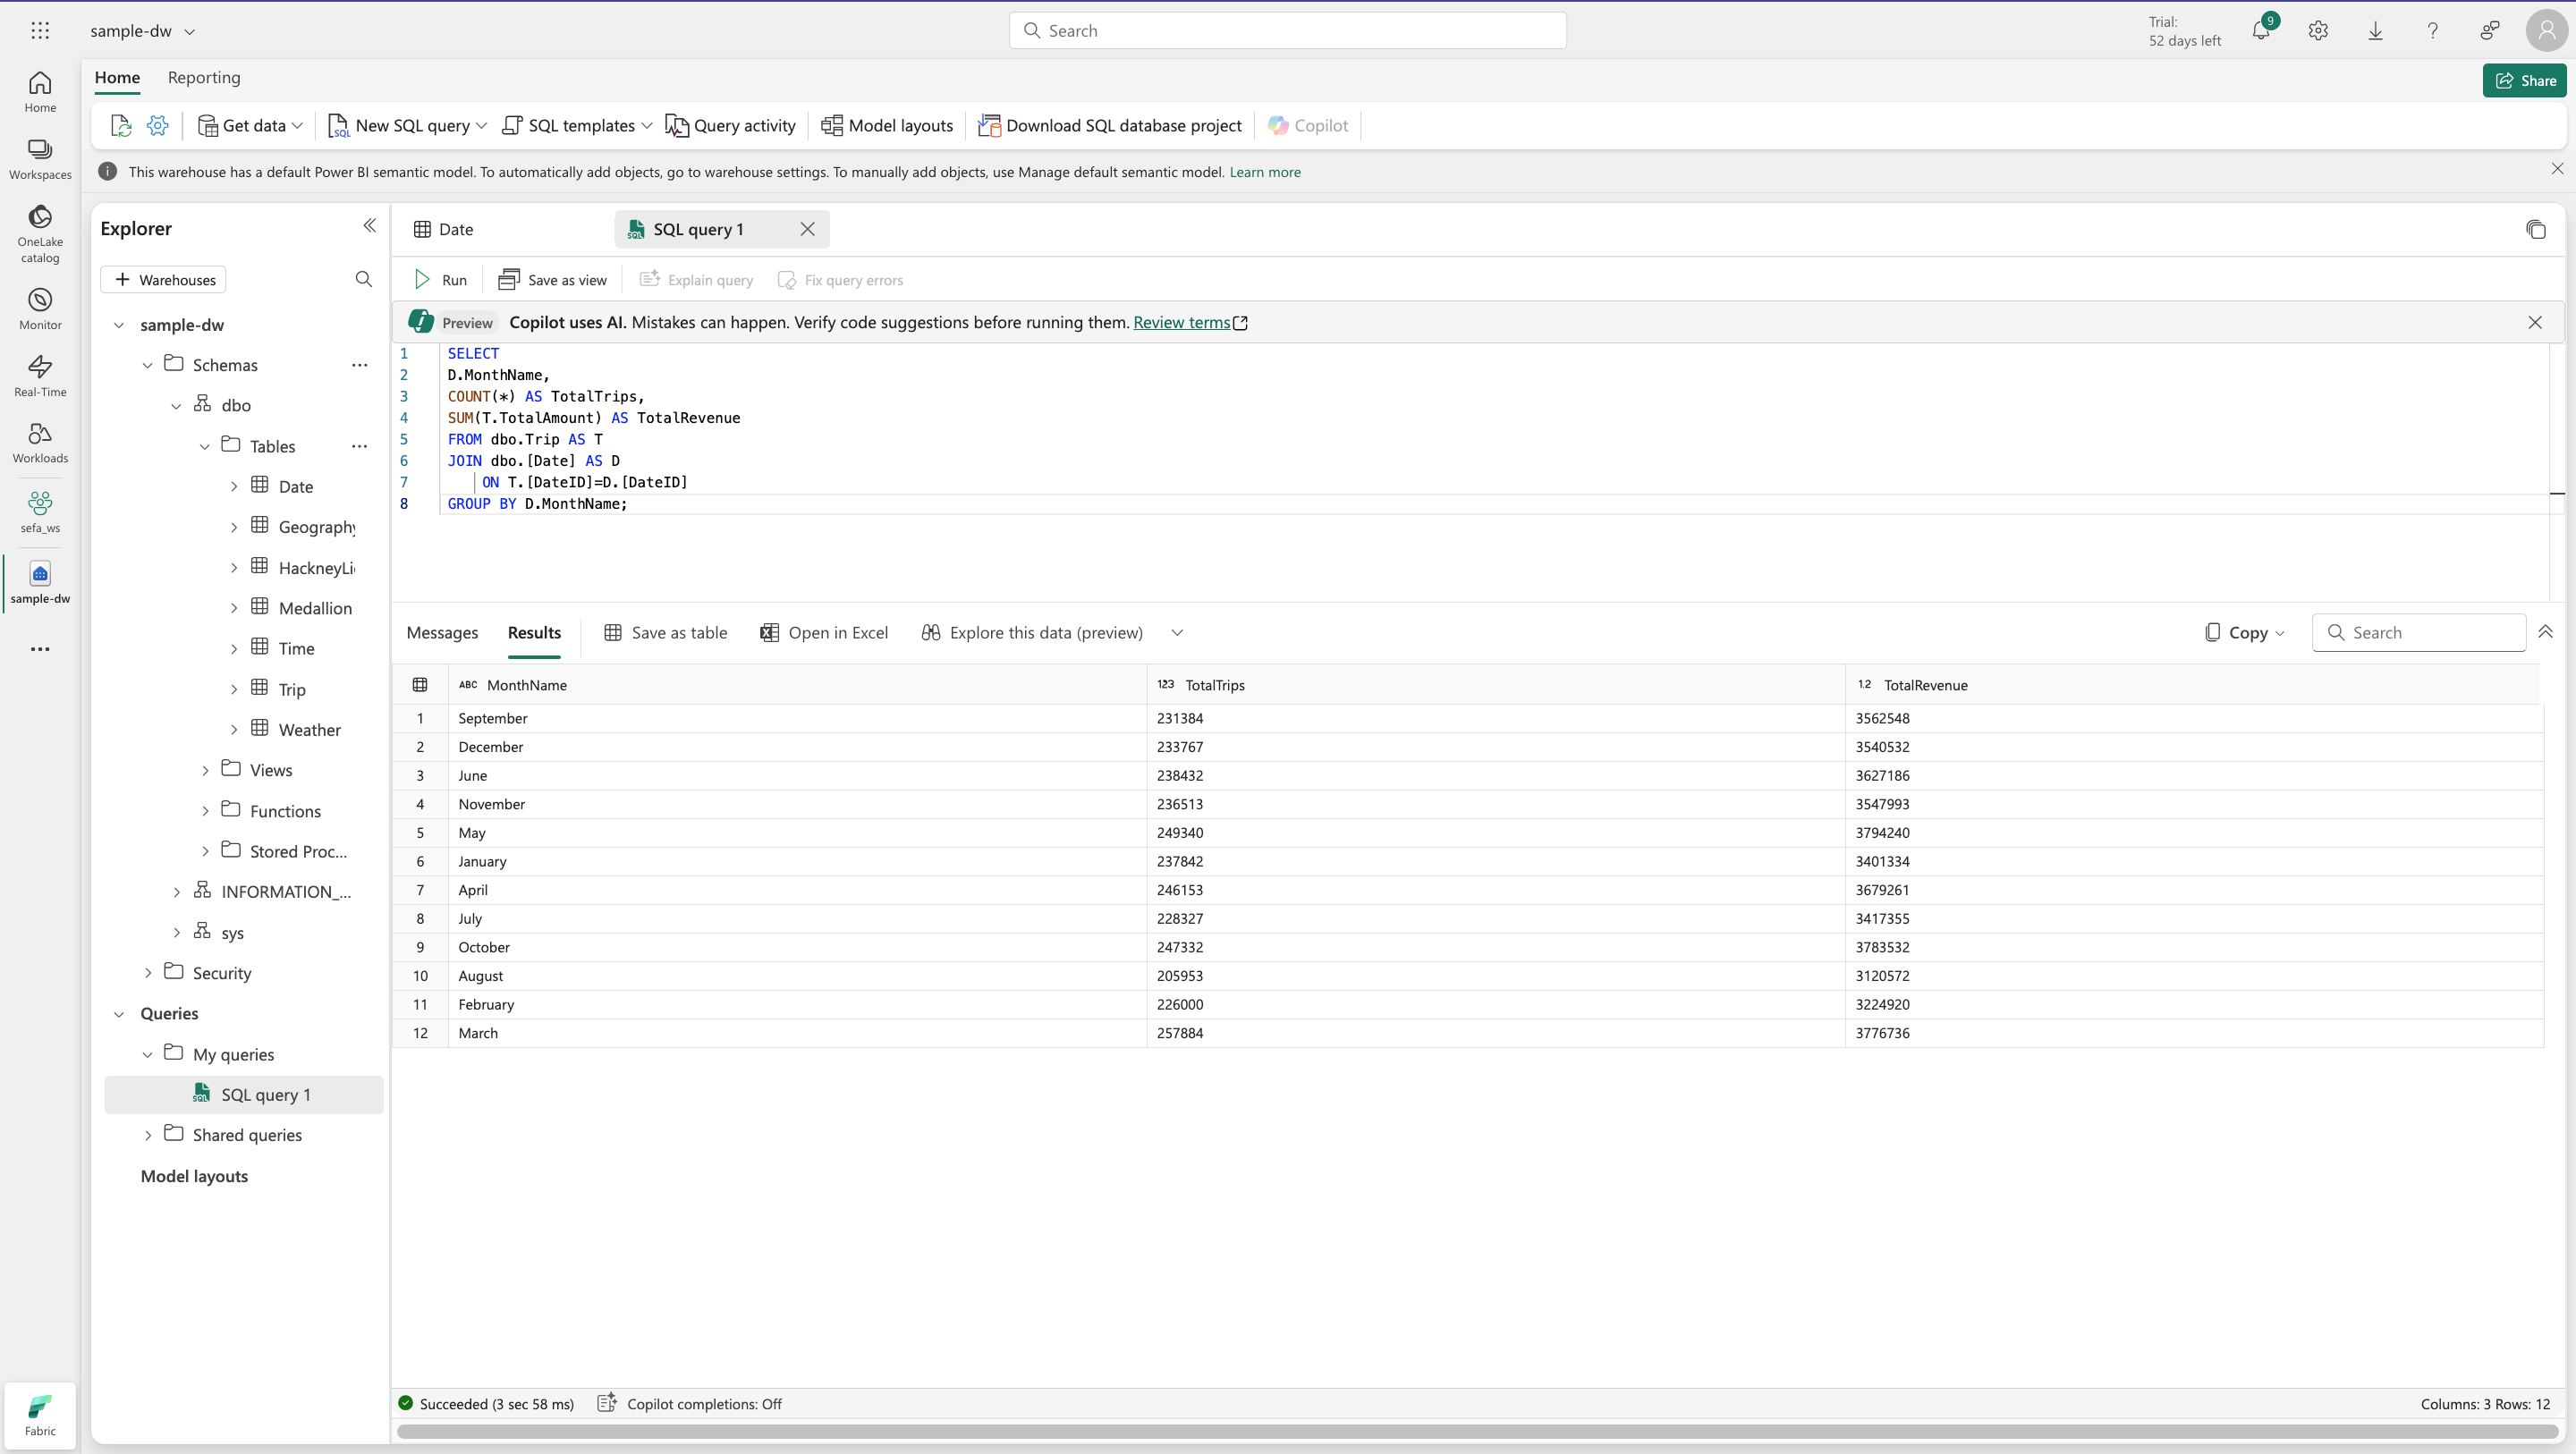 sample-dw
Search
Trial:
52 days left
9
Home
Reporting
Share
Get data
New SQL query
SQL templates
Query activity
Model layouts
Download SQL database project
Copilot
This warehouse has a default Power BI semantic model. To automatically add objects, go to warehouse settings. To manually add objects, use Manage default semantic model. Learn more
Home
Workspaces
OneLake
catalog
Monitor
Real-Time
Workloads
sefa_ws
sample-dw
Fabric
Explorer
Warehouses
sample-dw
Schemas
dbo
Tables
Date
Geography
HackneyLi
Medallion
Time
Trip
Weather
Views
Functions
Stored Proc...
INFORMATION_...
sys
Security
Queries
My queries
SQL query 1
Shared queries
Model layouts
Date
SQL query 1
Run
Save as view
Explain query
Fix query errors
Preview Copilot uses AI. Mistakes can happen. Verify code suggestions before running them. Review terms
1 SELECT
2 D.MonthName,
3 COUNT(*) AS TotalTrips,
4 SUM(T.TotalAmount) AS TotalRevenue
5 FROM dbo.Trip AS T
6 JOIN dbo.[Date] AS D
7 ON T.[DateID]=D.[DateID]
8 GROUP BY D.MonthName;
Messages
Results
Save as table
Open in Excel
Explore this data (preview)
Copy
Search
ABC MonthName 123 TotalTrips 1.2 TotalRevenue
1 September 231384 3562548
2 December 233767 3540532
3 June 238432 3627186
4 November 236513 3547993
5 May 249340 3794240
6 January 237842 3401334
7 April 246153 3679261
8 July 228327 3417355
9 October 247332 3783532
10 August 205953 3120572
11 February 226000 3224920
12 March 257884 3776736
Succeeded (3 sec 58 ms)
Copilot completions: Off
Columns: 3 Rows: 12